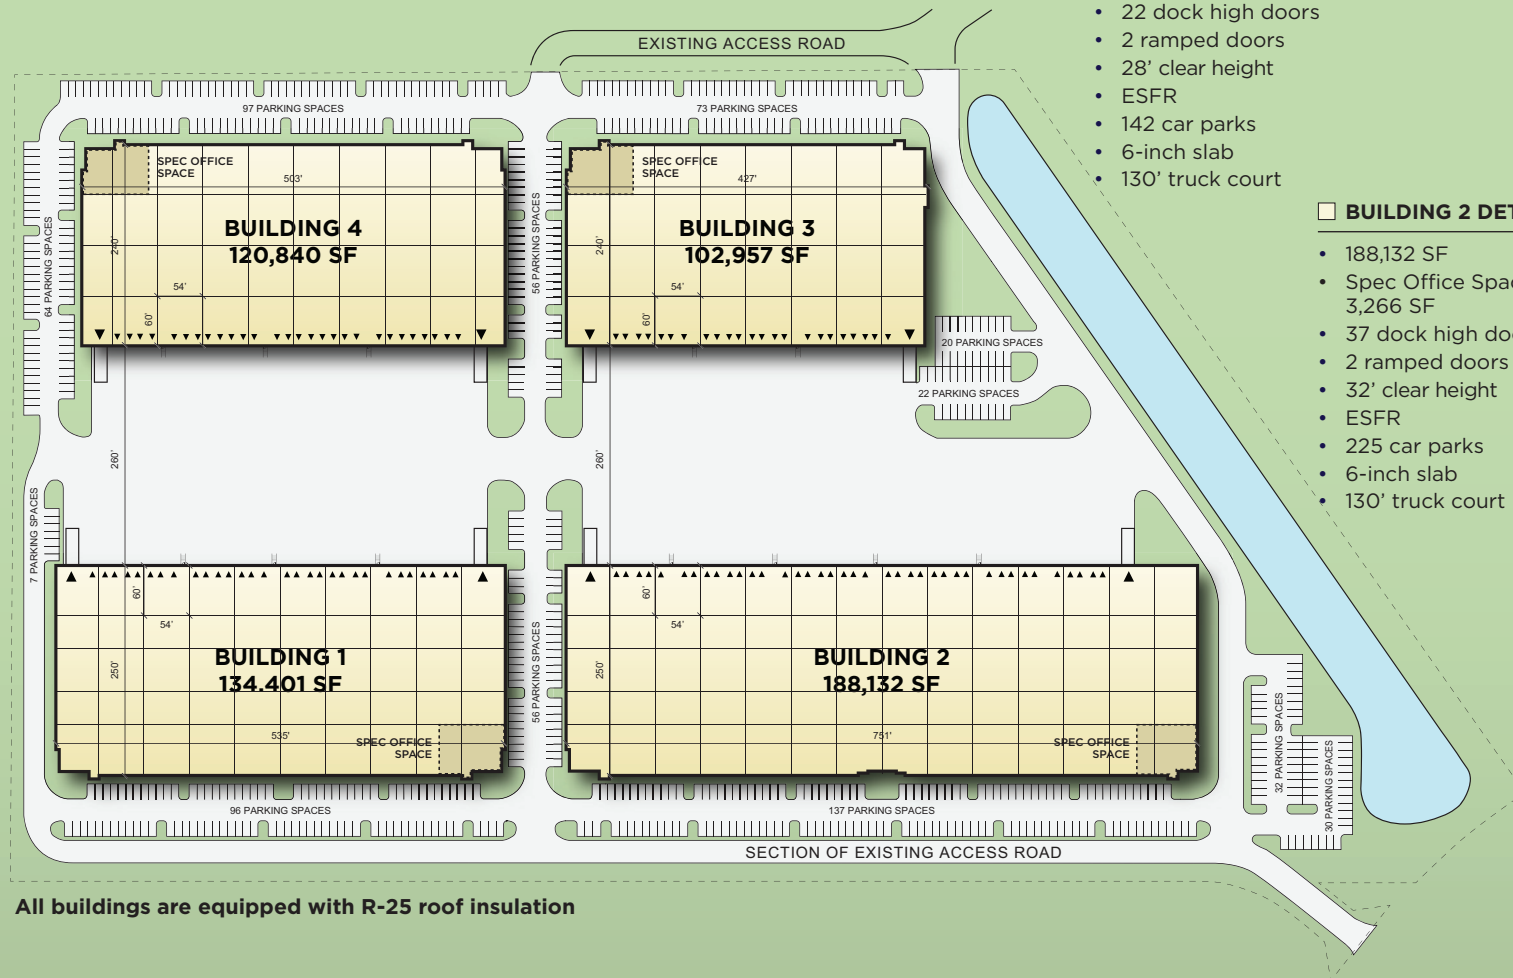 • 22 dock high doors
• 2 ramped doors
• 28’ clear height
• ESFR
• 142 car parks
• 6-inch slab
• 130’ truck court
BUILDING 2 DET
• 188,132 SF
• Spec Office Spa
3,266 SF
• 37 dock high do
• 2 ramped doors
• 32’ clear height
• ESFR
• 225 car parks
• 6-inch slab
• 130’ truck court
EXISTING ACCESS ROAD
97 PARKING SPACES
73 PARKING SPACES
64 PARKING SPACES
SPEC OFFICE
SPACE
503'
240'
BUILDING 4
120,840 SF
54'
60'
56 PARKING SPACES
SPEC OFFICE
SPACE
427'
240'
BUILDING 3
102,957 SF
54'
60'
20 PARKING SPACES
22 PARKING SPACES
260'
260'
7 PARKING SPACES
60'
54'
250'
BUILDING 1
134.401 SF
535'
SPEC OFFICE
SPACE
56 PARKING SPACES
60'
54'
250'
BUILDING 2
188,132 SF
751'
SPEC OFFICE
SPACE
32 PARKING SPACES
30 PARKING SPACES
96 PARKING SPACES
137 PARKING SPACES
SECTION OF EXISTING ACCESS ROAD
All buildings are equipped with R-25 roof insulation